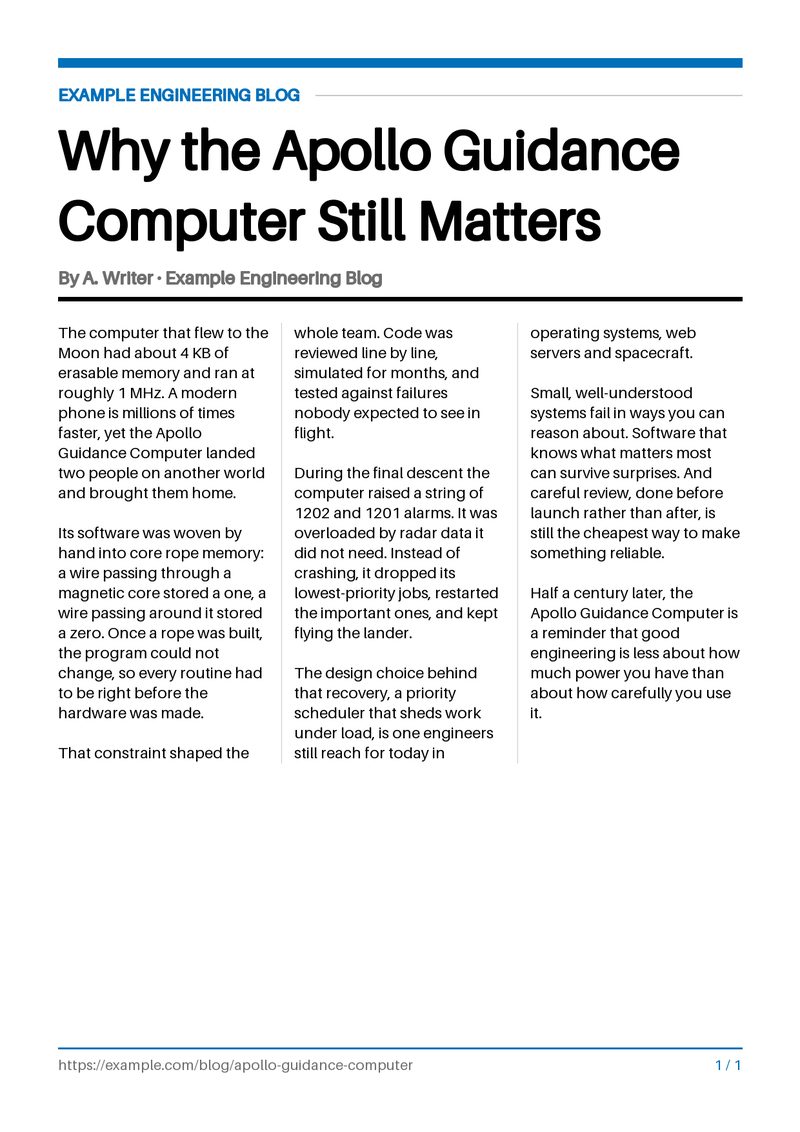 EXAMPLE ENGINEERING BLOG
Why the Apollo Guidance
Computer Still Matters
By A. Writer • Example Engineering Blog
The computer that flew to the
Moon had about 4 KB of
erasable memory and ran at
roughly 1 MHz. A modern
phone is millions of times
faster, yet the Apollo
Guidance Computer landed
two people on another world
and brought them home.
Its software was woven by
hand into core rope memory:
a wire passing through a
magnetic core stored a one, a
wire passing around it stored
a zero. Once a rope was built,
the program could not
change, so every routine had
to be right before the
hardware was made.
That constraint shaped the
whole team. Code was
reviewed line by line,
simulated for months, and
tested against failures
nobody expected to see in
flight.
During the final descent the
computer raised a string of
1202 and 1201 alarms. It was
overloaded by radar data it
did not need. Instead of
crashing, it dropped its
lowest-priority jobs, restarted
the important ones, and kept
flying the lander.
The design choice behind
that recovery, a priority
scheduler that sheds work
under load, is one engineers
still reach for today in
operating systems, web
servers and spacecraft.
Small, well-understood
systems fail in ways you can
reason about. Software that
knows what matters most
can survive surprises. And
careful review, done before
launch rather than after, is
still the cheapest way to make
something reliable.
Half a century later, the
Apollo Guidance Computer is
a reminder that good
engineering is less about how
much power you have than
about how carefully you use
it.
https://example.com/blog/apollo-guidance-computer
1 / 1